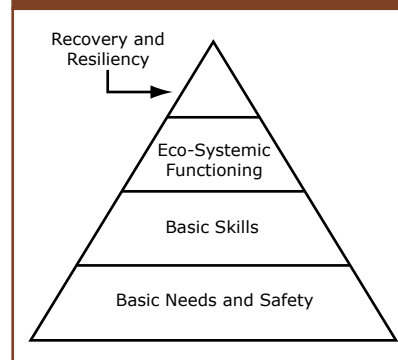 Recovery and
Resiliency
Eco-Systemic
Functioning
Basic Skills
Basic Needs and Safety